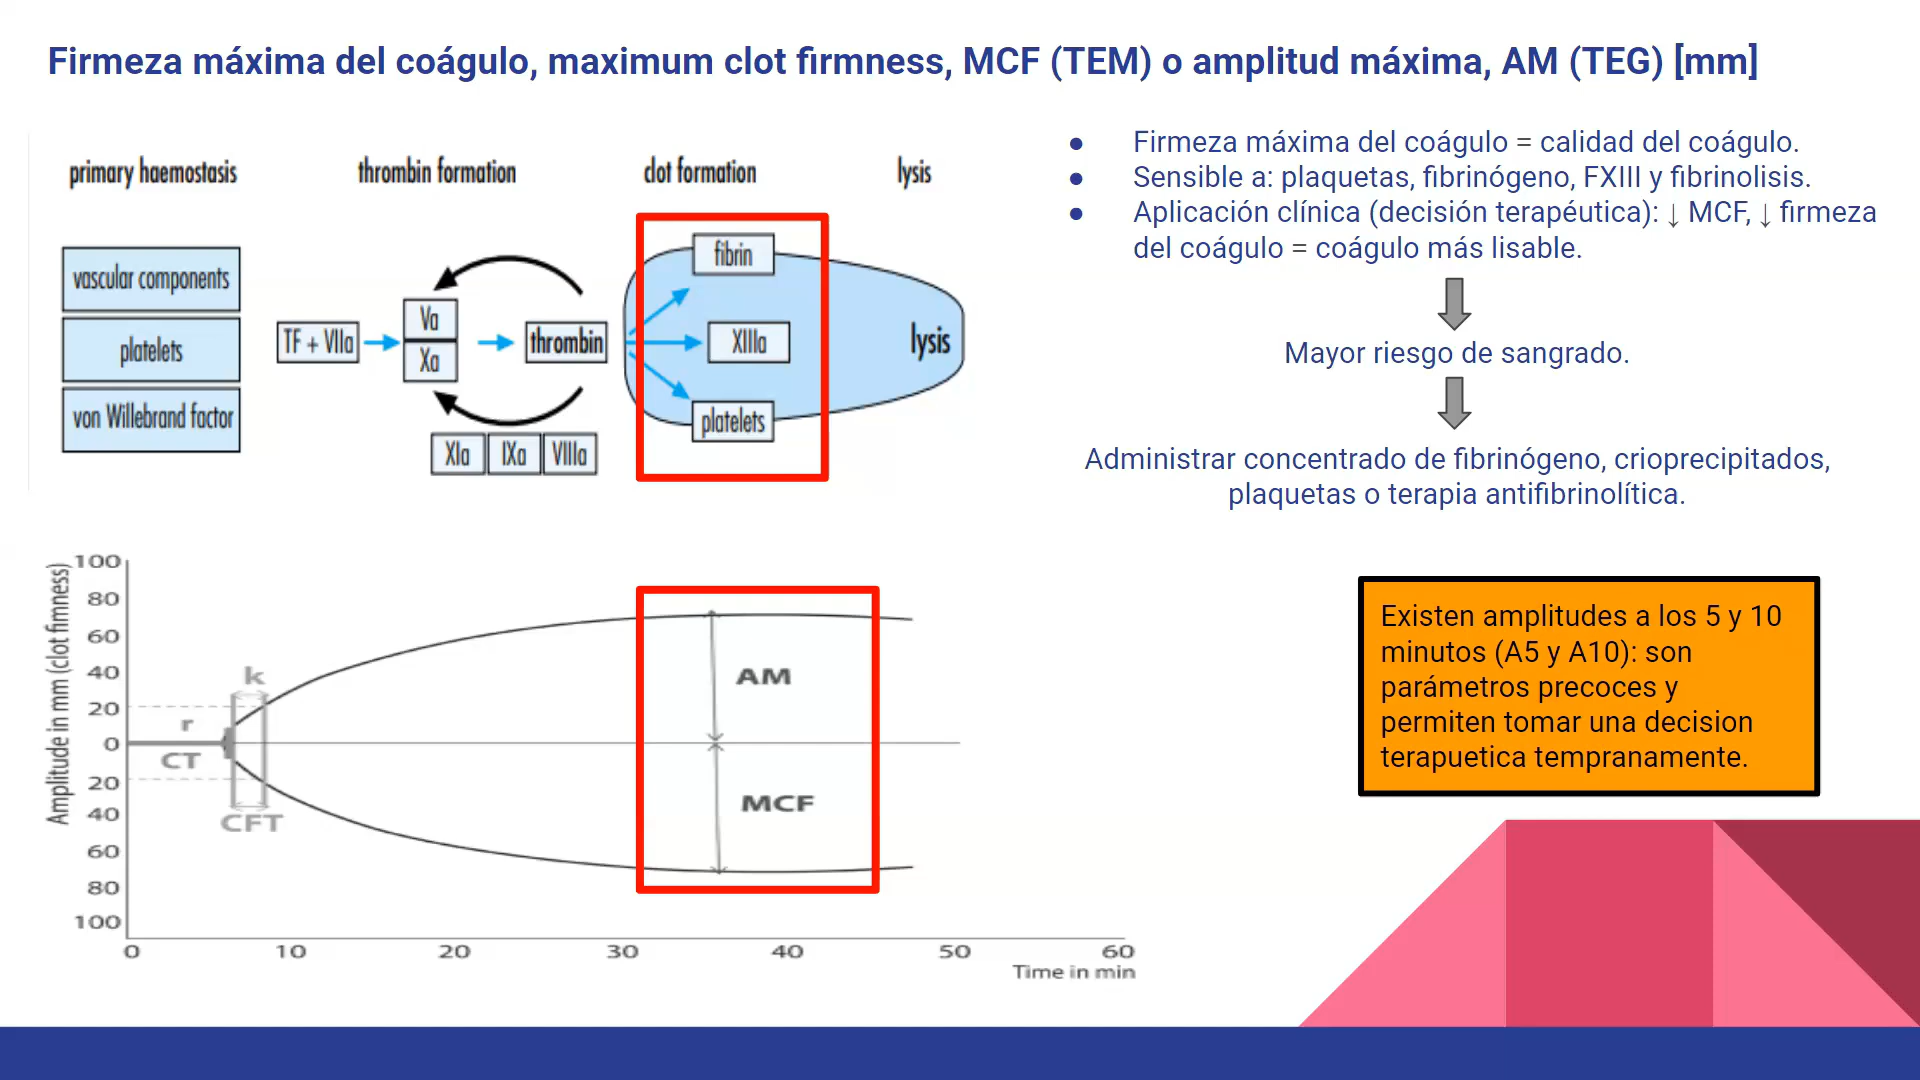 Firmeza máxima del coágulo, maximum clot firmness, MCF (TEM) o amplitud máxima, AM (TEG) [mm]
primary haemostasis
thrombin formation
clot formation
lysis
vascular components
platelets
von Willebrand factor
TF + VIIa
Va
Xa
thrombin
XIa
IXa
VIIIa
fibrin
XIIIa
platelets
lysis
● Firmeza máxima del coágulo = calidad del coágulo.
● Sensible a: plaquetas, fibrinógeno, FXIII y fibrinolisis.
● Aplicación clínica (decisión terapéutica): ↓ MCF, ↓ firmeza
del coágulo = coágulo más lisable.
Mayor riesgo de sangrado.
Administrar concentrado de fibrinógeno, crioprecipitados,
plaquetas o terapia antifibrinolítica.
Existen amplitudes a los 5 y 10
minutos (A5 y A10): son
parámetros precoces y
permiten tomar una decision
terapuetica tempranamente.
Amplitude in mm (clot fimness)
100
80
60
40
20
0
20
40
60
80
100
k
r
CT
CFT
AM
MCF
0 10 20 30 40 50 60
Time in min